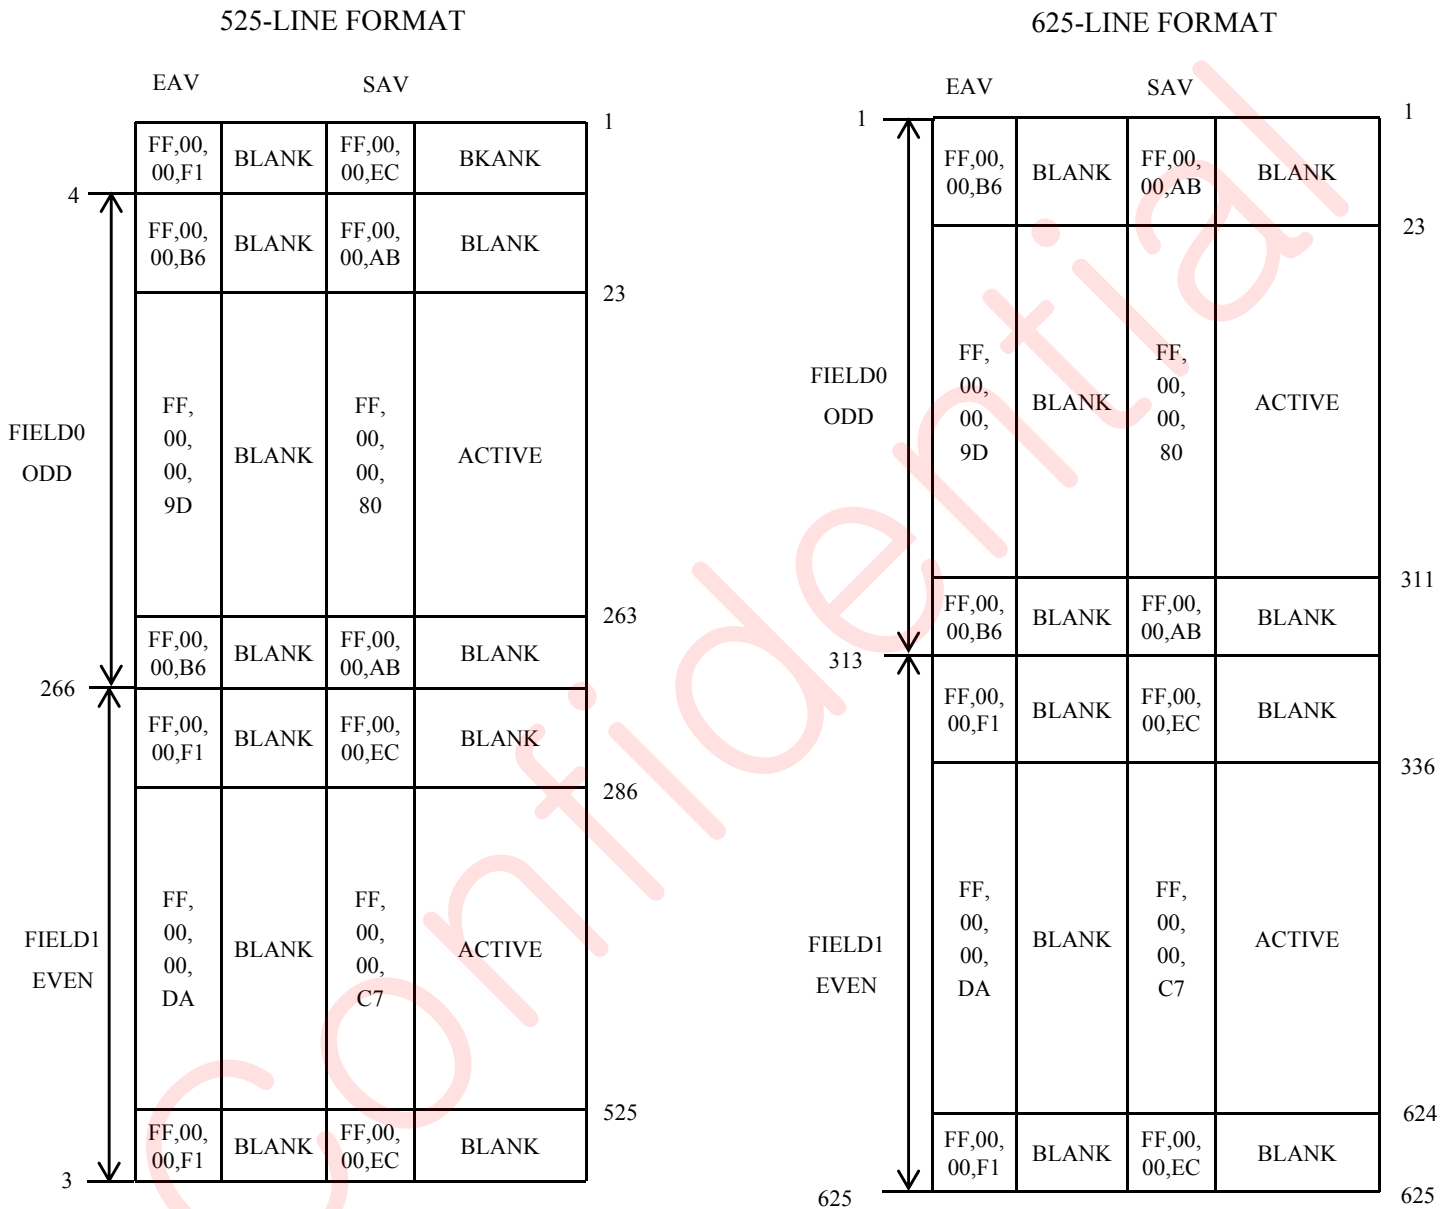 525-LINE FORMAT
EAV SAV
1
FF,00,
00,F1
BLANK
FF,00,
00,EC
BKANK
4
FF,00,
00,B6
BLANK
FF,00,
00,AB
BLANK
23
FIELD0
ODD
FF,
00,
00,
9D
BLANK
FF,
00,
00,
80
ACTIVE
263
FF,00,
00,B6
BLANK
FF,00,
00,AB
BLANK
266
FF,00,
00,F1
BLANK
FF,00,
00,EC
BLANK
286
FIELD1
EVEN
FF,
00,
00,
DA
BLANK
FF,
00,
00,
C7
ACTIVE
525
FF,00,
00,F1
BLANK
FF,00,
00,EC
BLANK
3
625-LINE FORMAT
EAV SAV
1
1
FF,00,
00,B6
BLANK
FF,00,
00,AB
BLANK
23
FIELD0
ODD
FF,
00,
00,
9D
BLANK
FF,
00,
00,
80
ACTIVE
311
FF,00,
00,B6
BLANK
FF,00,
00,AB
BLANK
313
FF,00,
00,F1
BLANK
FF,00,
00,EC
BLANK
336
FIELD1
EVEN
FF,
00,
00,
DA
BLANK
FF,
00,
00,
C7
ACTIVE
624
FF,00,
00,F1
BLANK
FF,00,
00,EC
BLANK
625
625
Confidential